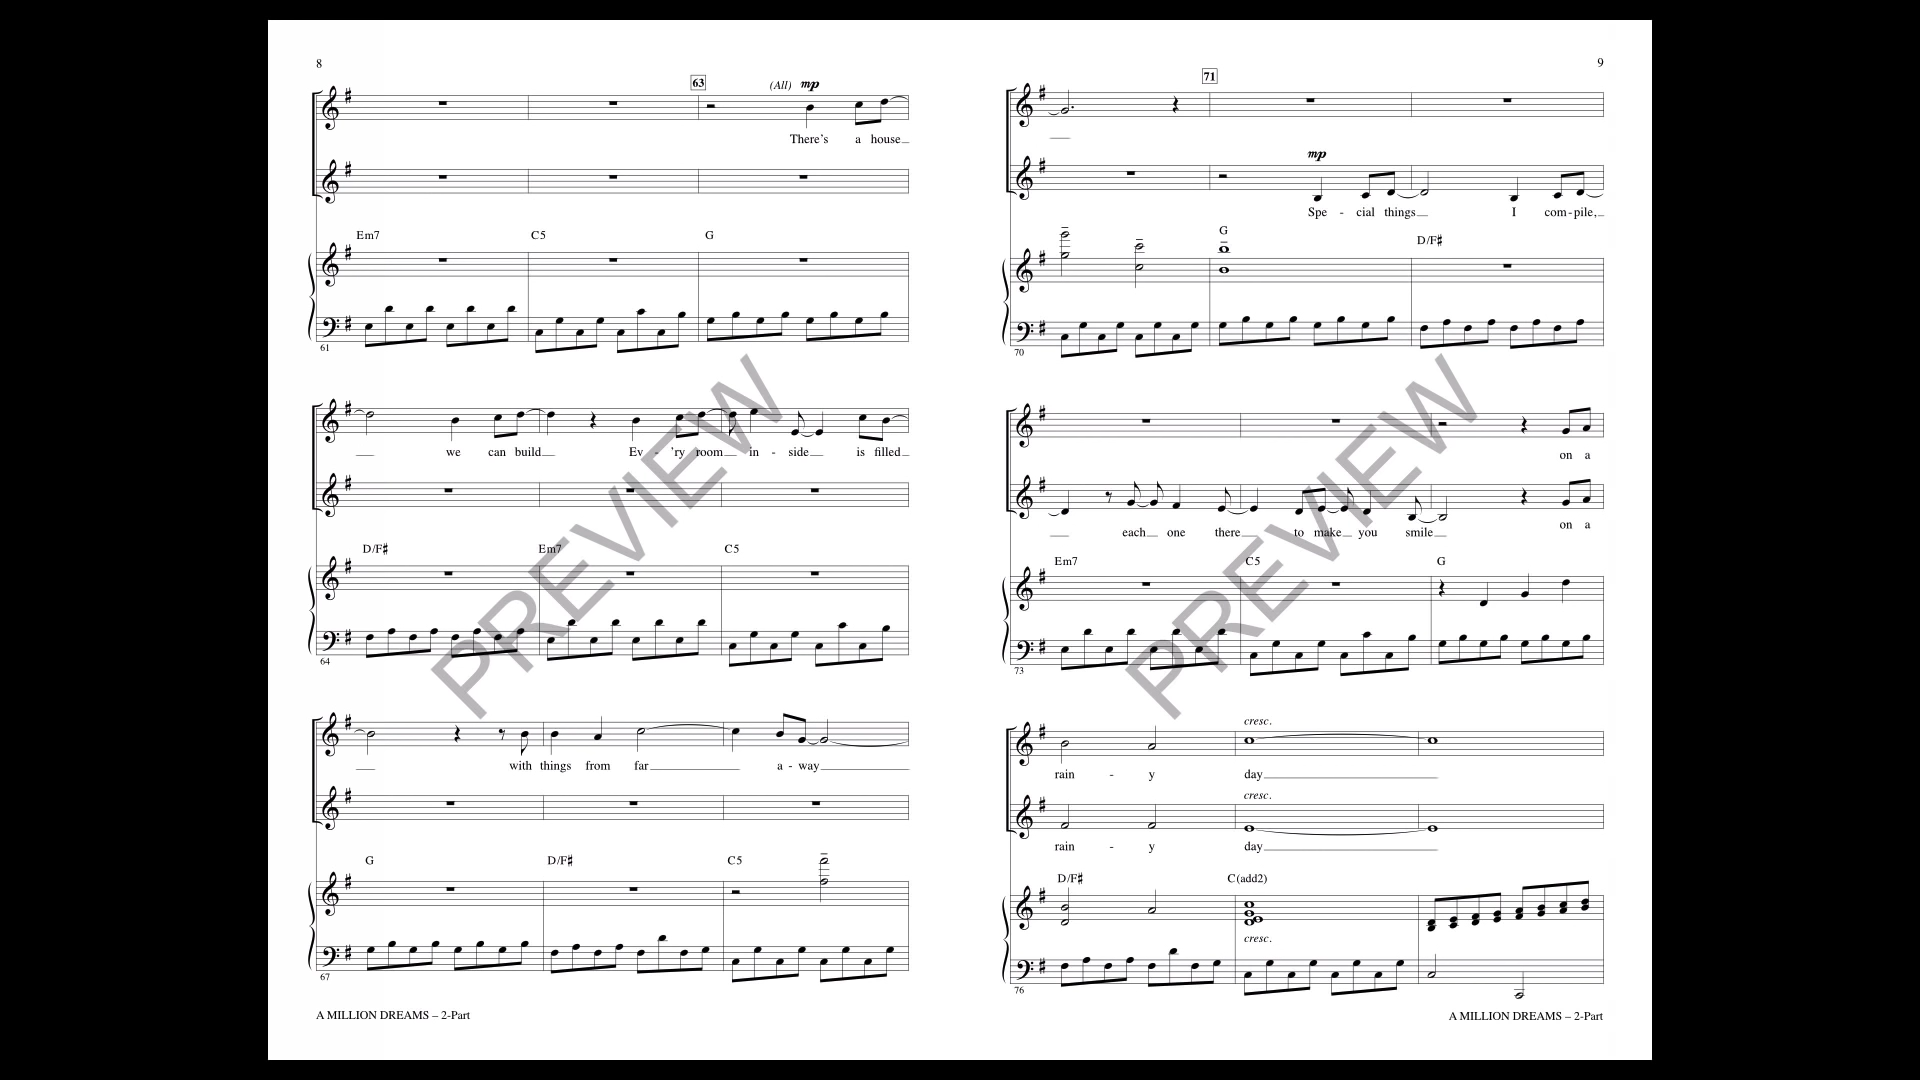 8
63
(All) mp
There's a house
Em7 C5 G
61
we can build Ev - 'ry room in - side is filled
D/F# Em7 C5
64
with things from far a - way
G D/F# C5
67
A MILLION DREAMS – 2-Part
PREVIEW
9
71
mp
Spe - cial things I com - pile,
G D/F#
70
on a
each one there to make you smile on a
Em7 C5 G
73
cresc.
rain - y day
cresc.
rain - y day
D/F# C(add2)
cresc.
76
A MILLION DREAMS – 2-Part
PREVIEW